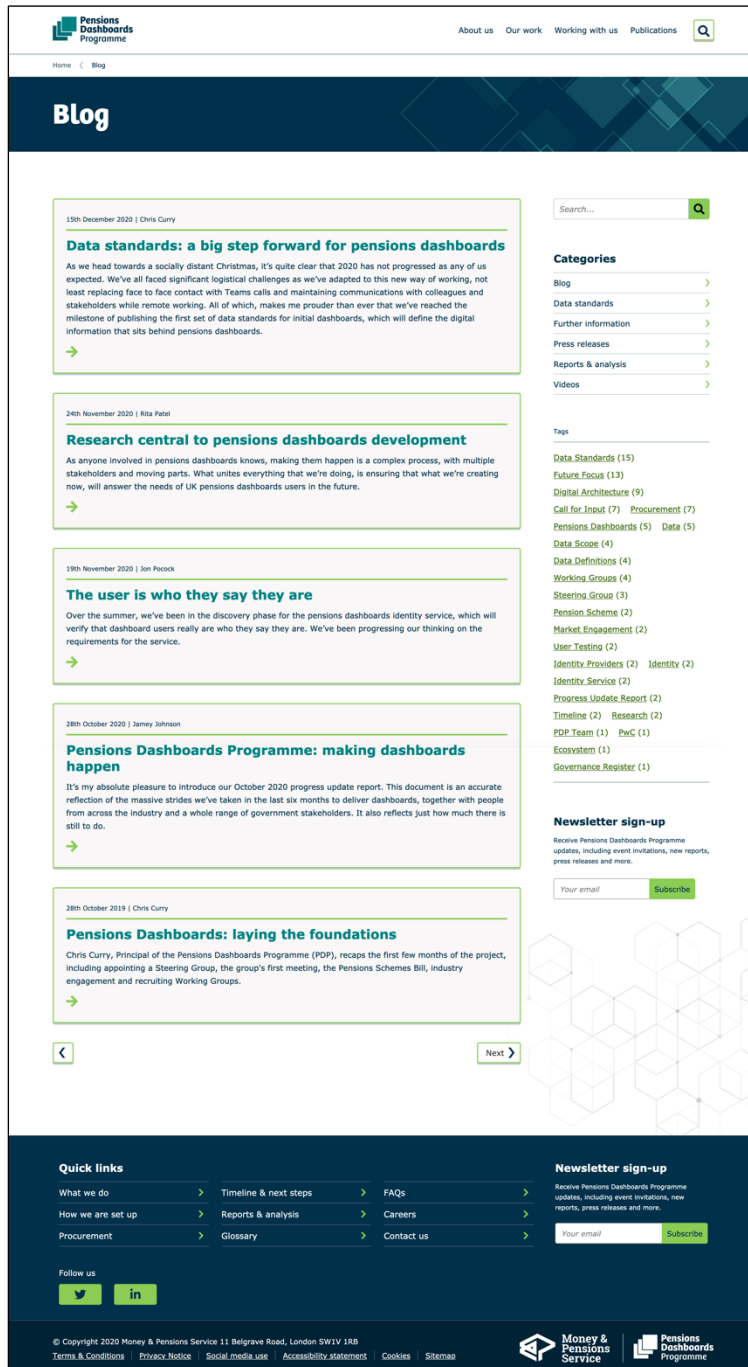 Pensions
Dashboards
Programme
About us Our work Working with us Publications
Home Blog
Blog
15th December 2020 | Chris Curry
Data standards: a big step forward for pensions dashboards
As we head towards a socially distant Christmas, it's quite clear that 2020 has not progressed as any of us
expected. We've all faced significant logistical challenges as we've adapted to this new way of working, not
least replacing face to face contact with Teams calls and maintaining communications with colleagues and
stakeholders while remote working. All of which, makes me prouder than ever that we've reached the
milestone of publishing the first set of data standards for initial dashboards, which will define the digital
information that sits behind pensions dashboards.
24th November 2020 | Rita Patel
Research central to pensions dashboards development
As anyone involved in pensions dashboards knows, making them happen is a complex process, with multiple
stakeholders and moving parts. What unites everything that we're doing, is ensuring that what we're creating
now, will answer the needs of UK pensions dashboards users in the future.
19th November 2020 | Jon Pocock
The user is who they say they are
Over the summer, we've been in the discovery phase for the pensions dashboards identity service, which will
verify that dashboard users really are who they say they are. We've been progressing our thinking on the
requirements for the service.
28th October 2020 | Jamey Johnson
Pensions Dashboards Programme: making dashboards
happen
It's my absolute pleasure to introduce our October 2020 progress update report. This document is an accurate
reflection of the massive strides we've taken in the last six months to deliver dashboards, together with people
from across the industry and a whole range of government stakeholders. It also reflects just how much there is
still to do.
28th October 2019 | Chris Curry
Pensions Dashboards: laying the foundations
Chris Curry, Principal of the Pensions Dashboards Programme (PDP), recaps the first few months of the project,
including appointing a Steering Group, the group's first meeting, the Pensions Schemes Bill, industry
engagement and recruiting Working Groups.
Next
Search...
Categories
Blog
Data standards
Further information
Press releases
Reports & analysis
Videos
Tags
Data Standards (15)
Future Focus (13)
Digital Architecture (9)
Call for Input (7) Procurement (7)
Pensions Dashboards (5) Data (5)
Data Scope (4)
Data Definitions (4)
Working Groups (4)
Steering Group (3)
Pension Scheme (2)
Market Engagement (2)
User Testing (2)
Identity Providers (2) Identity (2)
Identity Service (2)
Progress Update Report (2)
Timeline (2) Research (2)
PDP Team (1) PwC (1)
Ecosystem (1)
Governance Register (1)
Newsletter sign-up
Receive Pensions Dashboards Programme
updates, including event invitations, new reports,
press releases and more.
Your email Subscribe
Quick links
What we do Timeline & next steps FAQs
How we are set up Reports & analysis Careers
Procurement Glossary Contact us
Newsletter sign-up
Receive Pensions Dashboards Programme
updates, including event invitations, new
reports, press releases and more.
Your email Subscribe
Follow us
in
© Copyright 2020 Money & Pensions Service 11 Belgrave Road, London SW1V 1RB
Terms & Conditions | Privacy Notice | Social media use | Accessibility statement | Cookies | Sitemap
Money &
Pensions
Service
Pensions
Dashboards
Programme